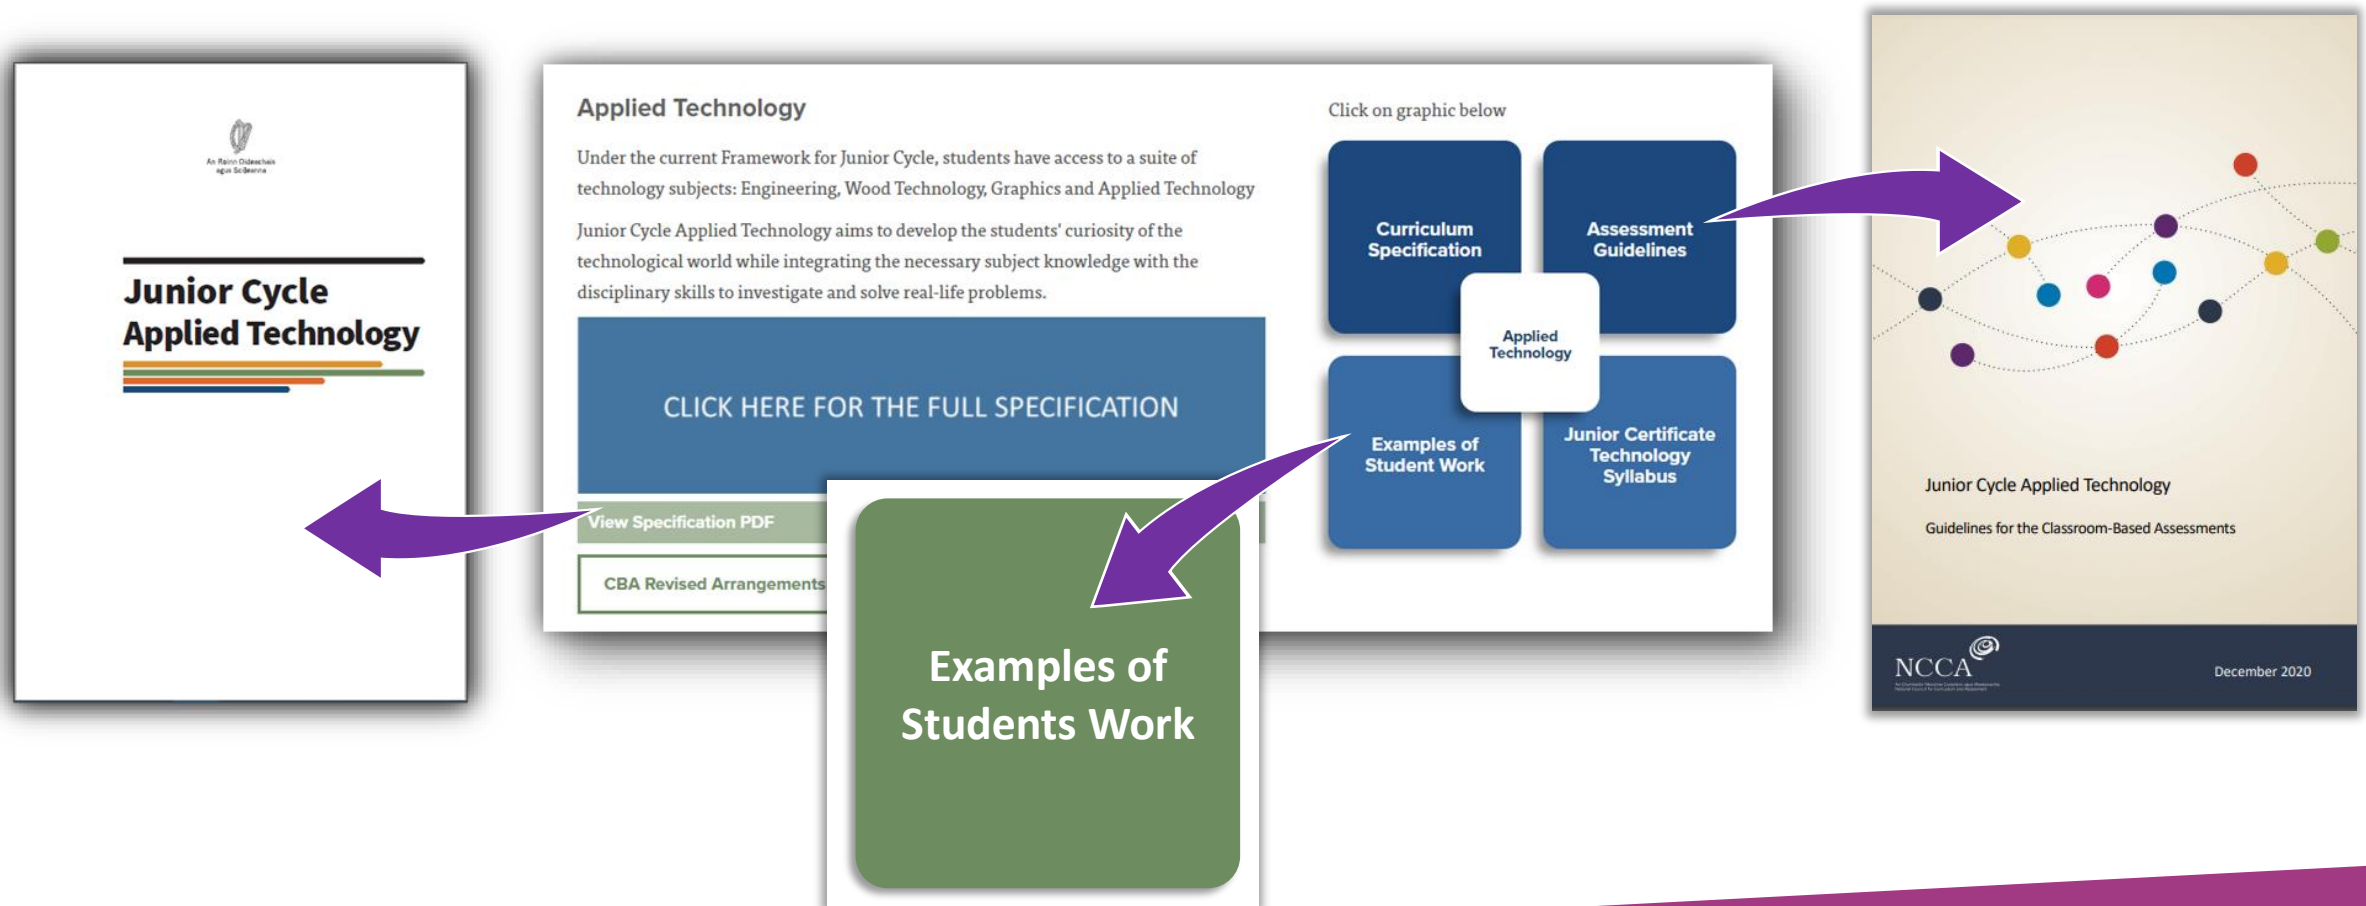 An Roinn Oideachais
agus Scileanna
Junior Cycle
Applied Technology
Applied Technology
Under the current Framework for Junior Cycle, students have access to a suite of
technology subjects: Engineering, Wood Technology, Graphics and Applied Technology
Junior Cycle Applied Technology aims to develop the students' curiosity of the
technological world while integrating the necessary subject knowledge with the
disciplinary skills to investigate and solve real-life problems.
CLICK HERE FOR THE FULL SPECIFICATION
View Specification PDF
CBA Revised Arrangements
Click on graphic below
Curriculum
Specification
Assessment
Guidelines
Applied
Technology
Examples of
Student Work
Junior Certificate
Technology
Syllabus
Examples of
Students Work
Junior Cycle Applied Technology
Guidelines for the Classroom-Based Assessments
NCCA
December 2020